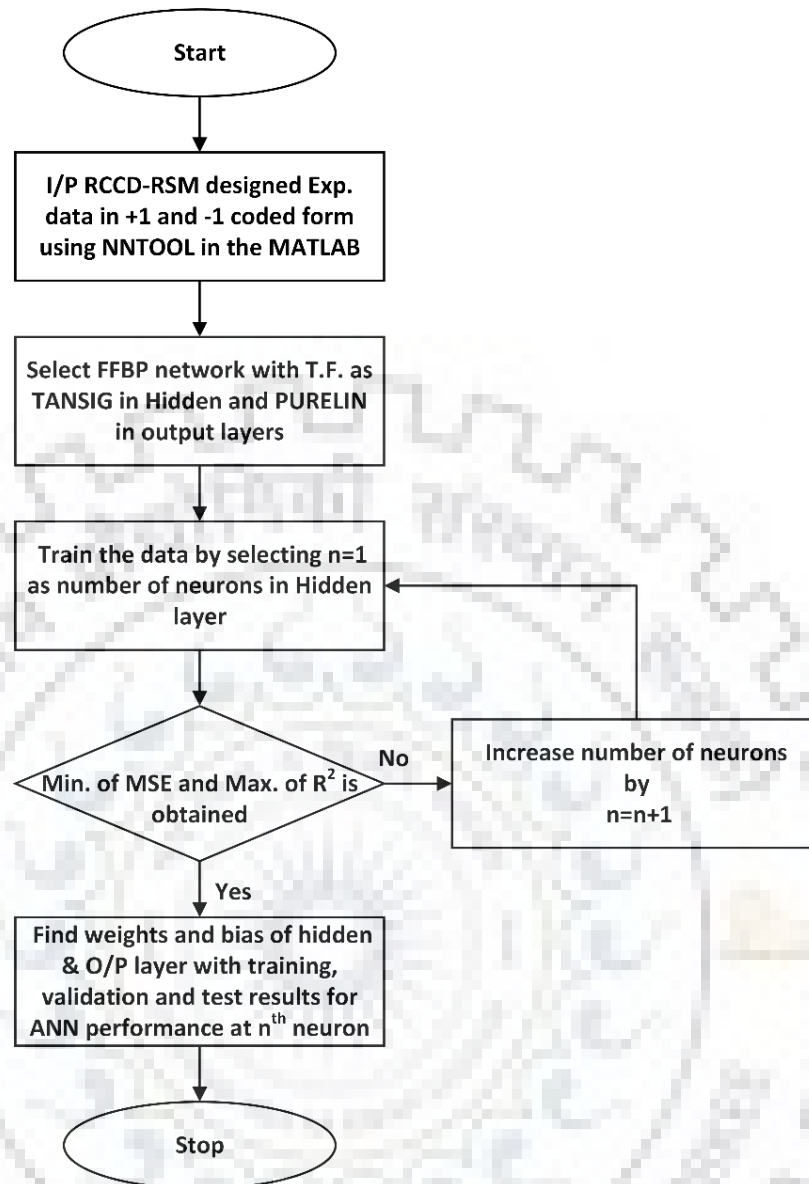 Start
I/P RCCD-RSM designed Exp.
data in +1 and -1 coded form
using NNTOOL in the MATLAB
Select FFBP network with T.F. as
TANSIG in Hidden and PURELIN
in output layers
Train the data by selecting n=1
as number of neurons in Hidden
layer
Min. of MSE and Max. of R² is
obtained
No
Increase number of neurons
by
n=n+1
Yes
Find weights and bias of hidden
& O/P layer with training,
validation and test results for
ANN performance at nᵗʰ neuron
Stop